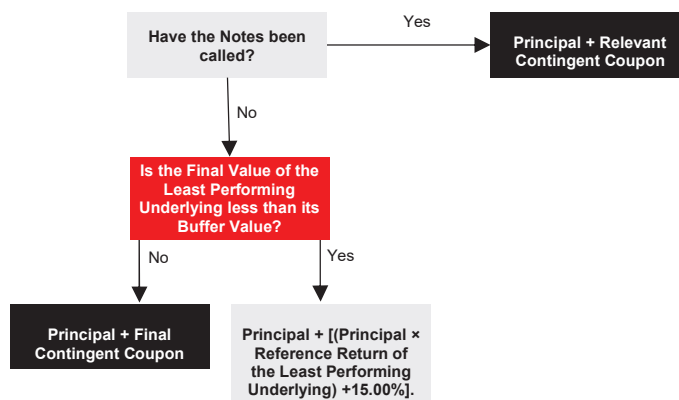 Have the Notes been
called?
Yes
Principal + Relevant
Contingent Coupon
No
Is the Final Value of the
Least Performing
Underlying less than its
Buffer Value?
No
Yes
Principal + Final
Contingent Coupon
Principal + [(Principal ×
Reference Return of
the Least Performing
Underlying) +15.00%].